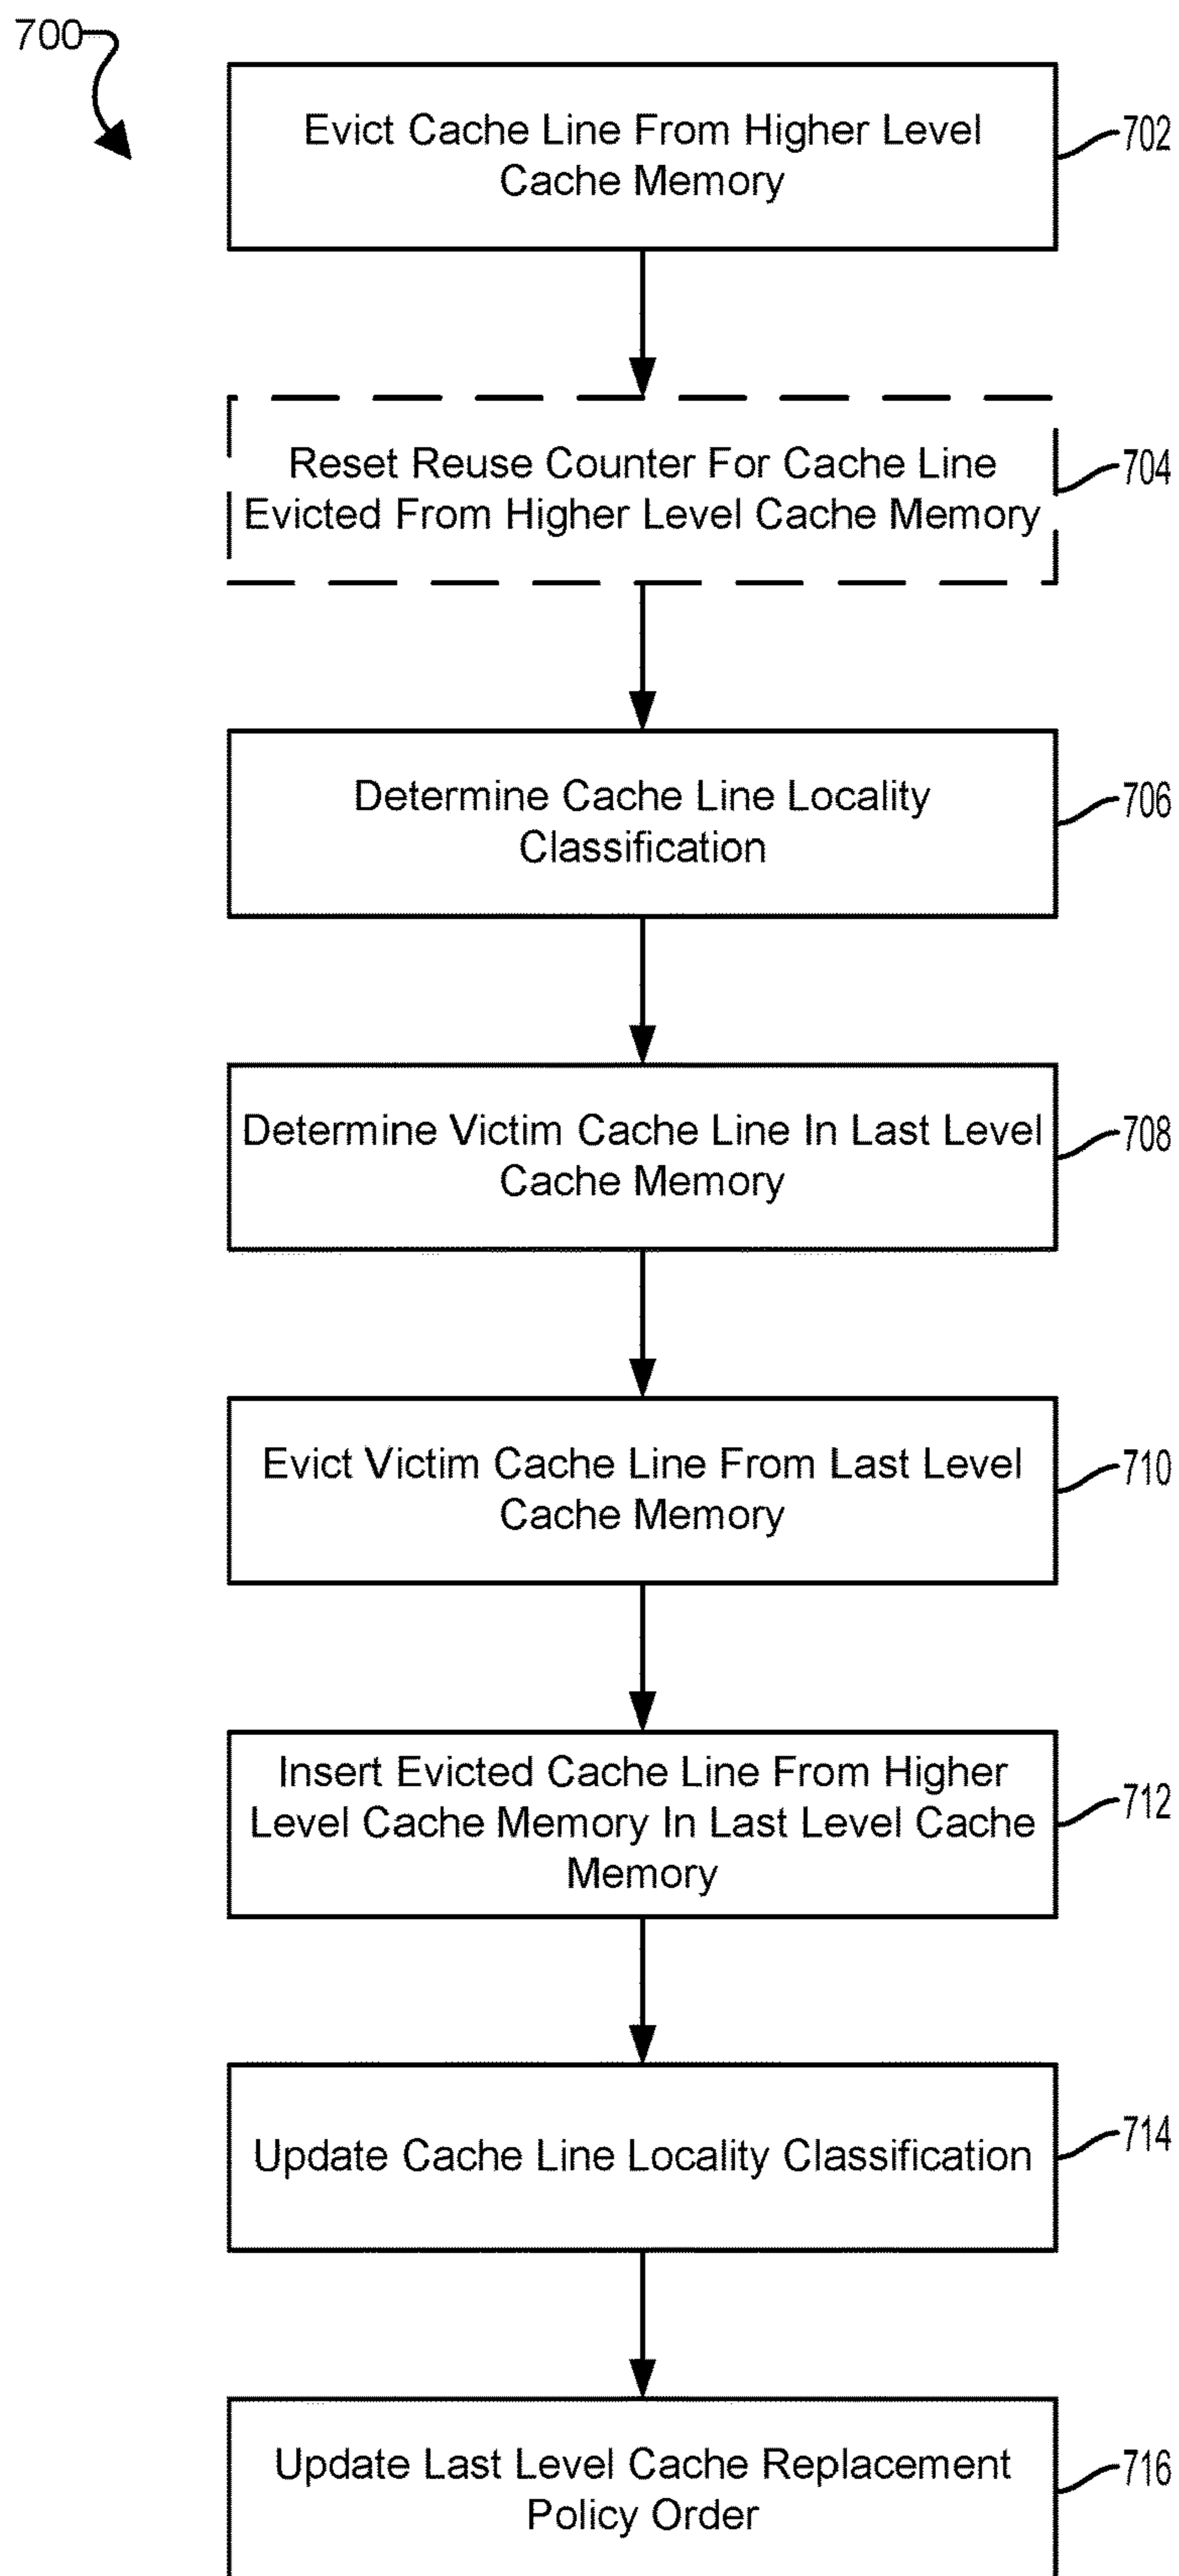 700
Evict Cache Line From Higher Level
Cache Memory
702
Reset Reuse Counter For Cache Line
Evicted From Higher Level Cache Memory
704
Determine Cache Line Locality
Classification
706
Determine Victim Cache Line In Last Level
Cache Memory
708
Evict Victim Cache Line From Last Level
Cache Memory
710
Insert Evicted Cache Line From Higher
Level Cache Memory In Last Level Cache
Memory
712
Update Cache Line Locality Classification
714
Update Last Level Cache Replacement
Policy Order
716